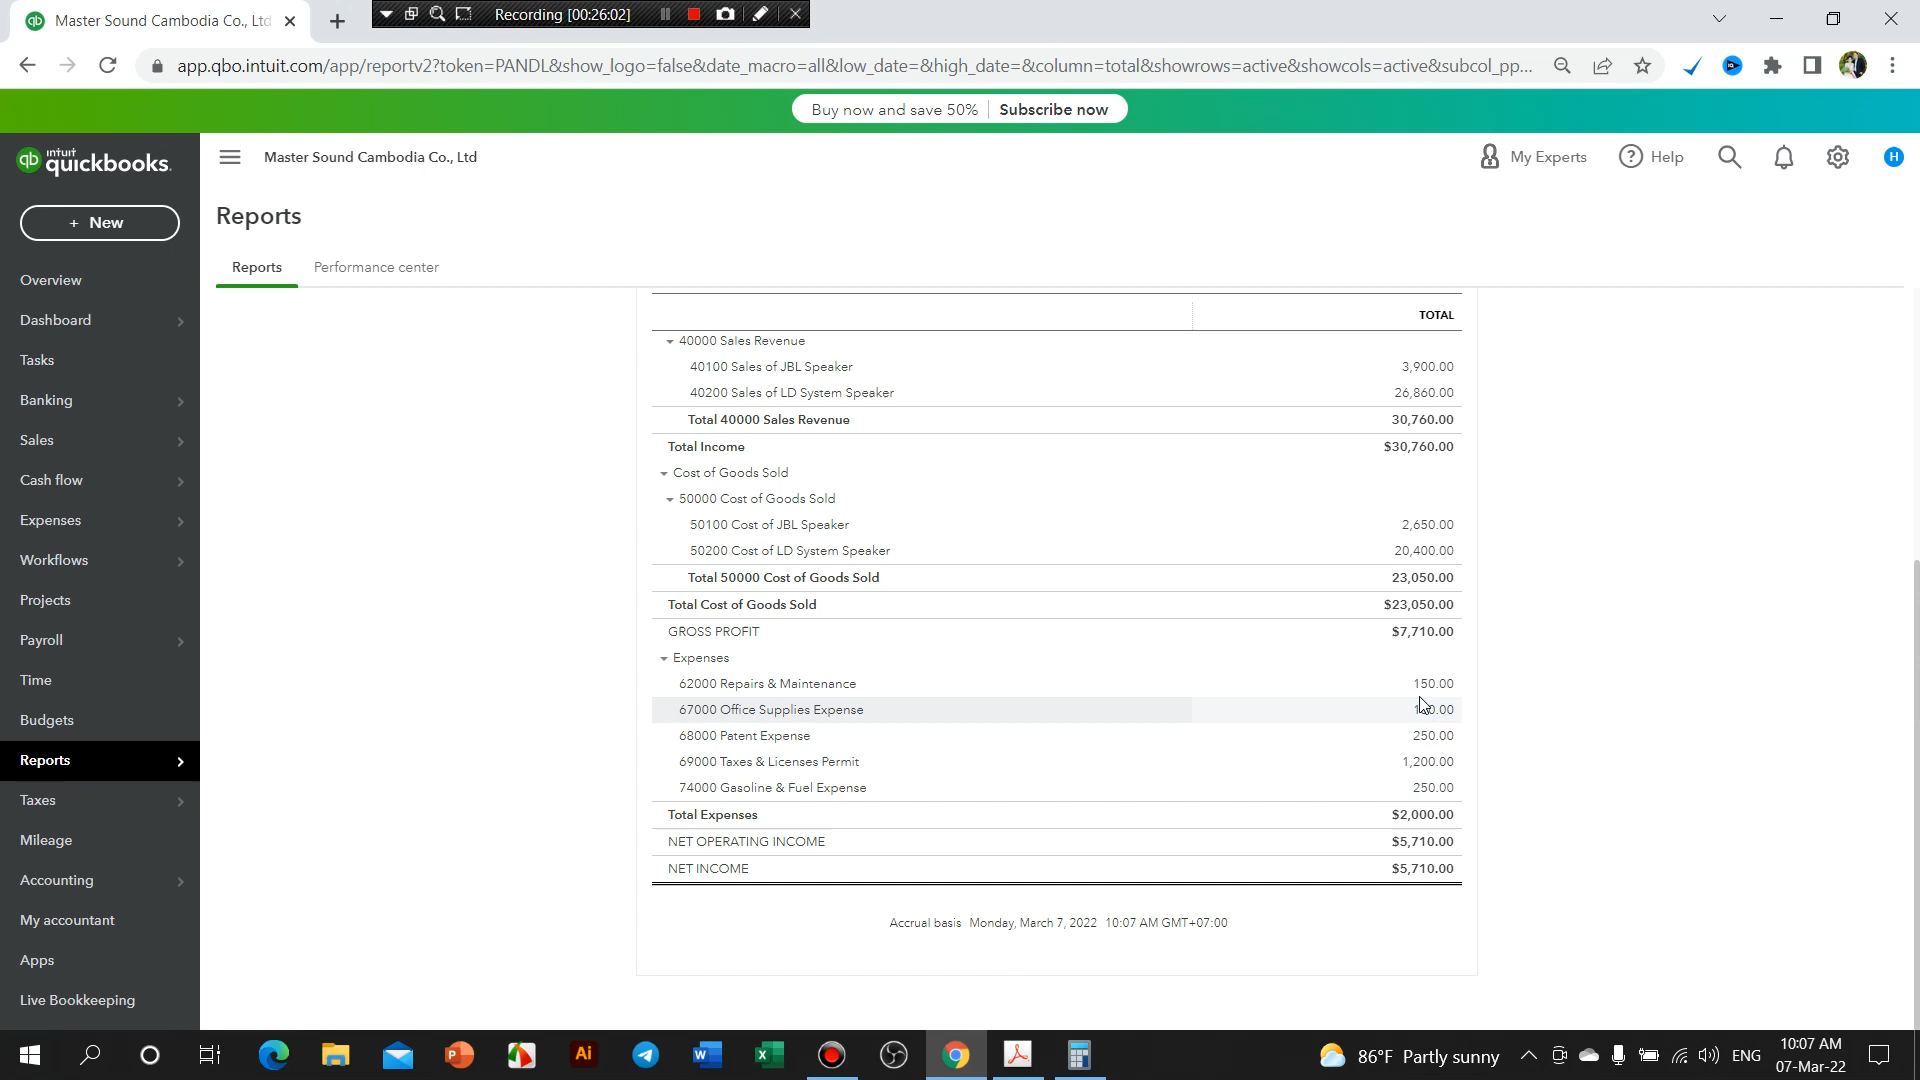 Master Sound Cambodia Co., Ltd
Recording [00:26:02]
app.qbo.intuit.com/app/reportv2?token=PANDL&show_logo=false&date_macro=all&low_date=&high_date=&column=total&showrows=active&showcols=active&subcol_pp...
Buy now and save 50% Subscribe now
intuit
quickbooks.
Master Sound Cambodia Co., Ltd
My Experts
Help
H
+ New
Reports
Reports
Performance center
Overview
Dashboard
Tasks
Banking
Sales
Cash flow
Expenses
Workflows
Projects
Payroll
Time
Budgets
Reports
Taxes
Mileage
Accounting
My accountant
Apps
Live Bookkeeping
TOTAL
40000 Sales Revenue
40100 Sales of JBL Speaker 3,900.00
40200 Sales of LD System Speaker 26,860.00
Total 40000 Sales Revenue 30,760.00
Total Income $30,760.00
Cost of Goods Sold
50000 Cost of Goods Sold
50100 Cost of JBL Speaker 2,650.00
50200 Cost of LD System Speaker 20,400.00
Total 50000 Cost of Goods Sold 23,050.00
Total Cost of Goods Sold $23,050.00
GROSS PROFIT $7,710.00
Expenses
62000 Repairs & Maintenance 150.00
67000 Office Supplies Expense
68000 Patent Expense 250.00
69000 Taxes & Licenses Permit 1,200.00
74000 Gasoline & Fuel Expense 250.00
Total Expenses $2,000.00
NET OPERATING INCOME $5,710.00
NET INCOME $5,710.00
Accrual basis Monday, March 7, 2022 10:07 AM GMT+07:00
86°F Partly sunny
ENG
10:07 AM
07-Mar-22